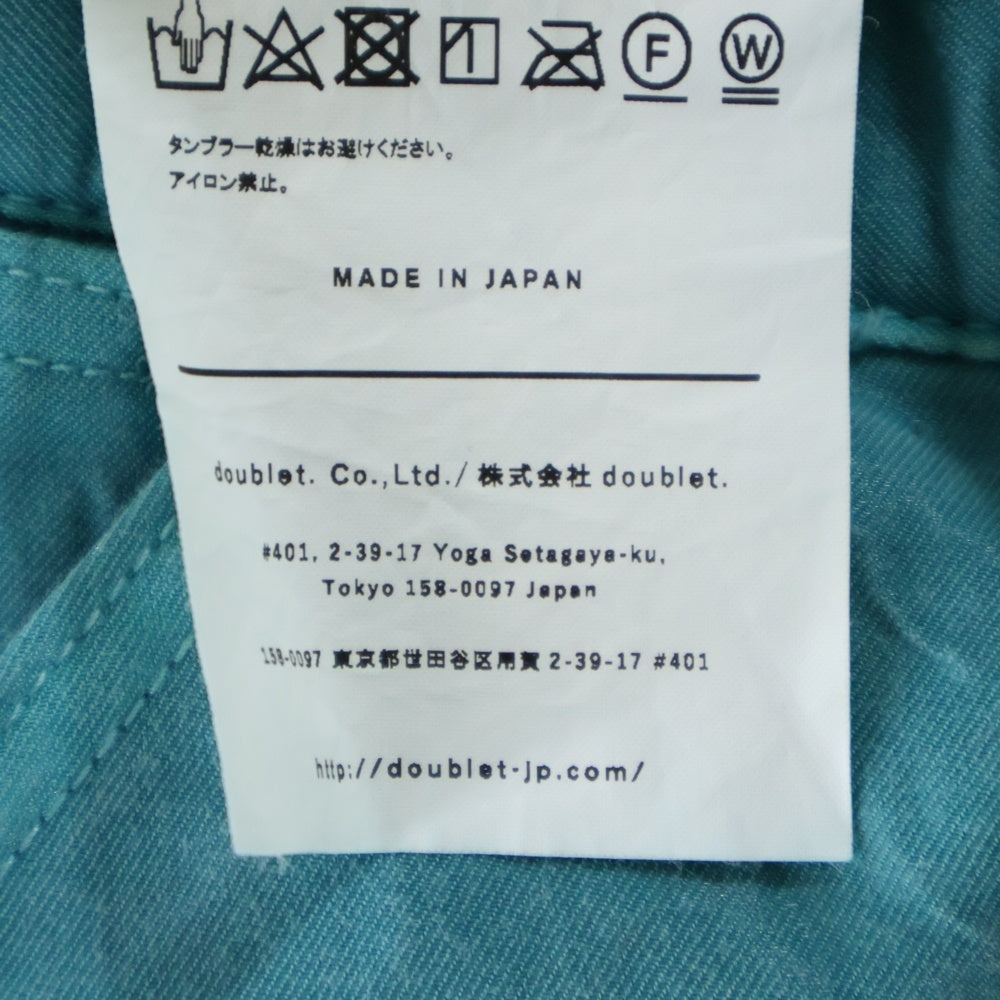 F W
タンブラー乾燥はお避けください。
アイロン禁止。
MADE IN JAPAN
doublet. Co.,Ltd./ 株式会社 doublet.
#401, 2-39-17 Yoga Setagaya-ku,
Tokyo 158-0097 Japan
158-0097 東京都世田谷区用賀 2-39-17 #401
http://doublet-jp.com/